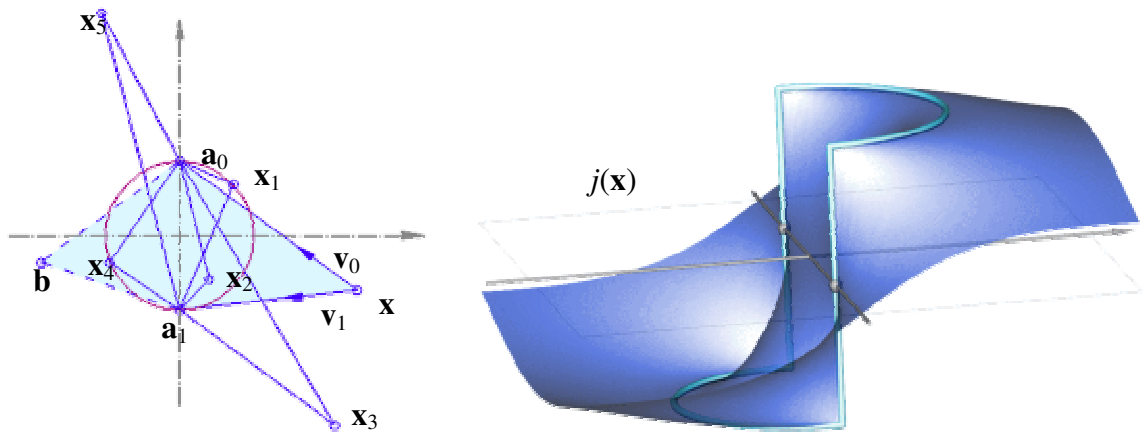 x₅
a₀
x₁
j(x)
v₀
x₄
x₂
b
x
v₁
a₁
x₃